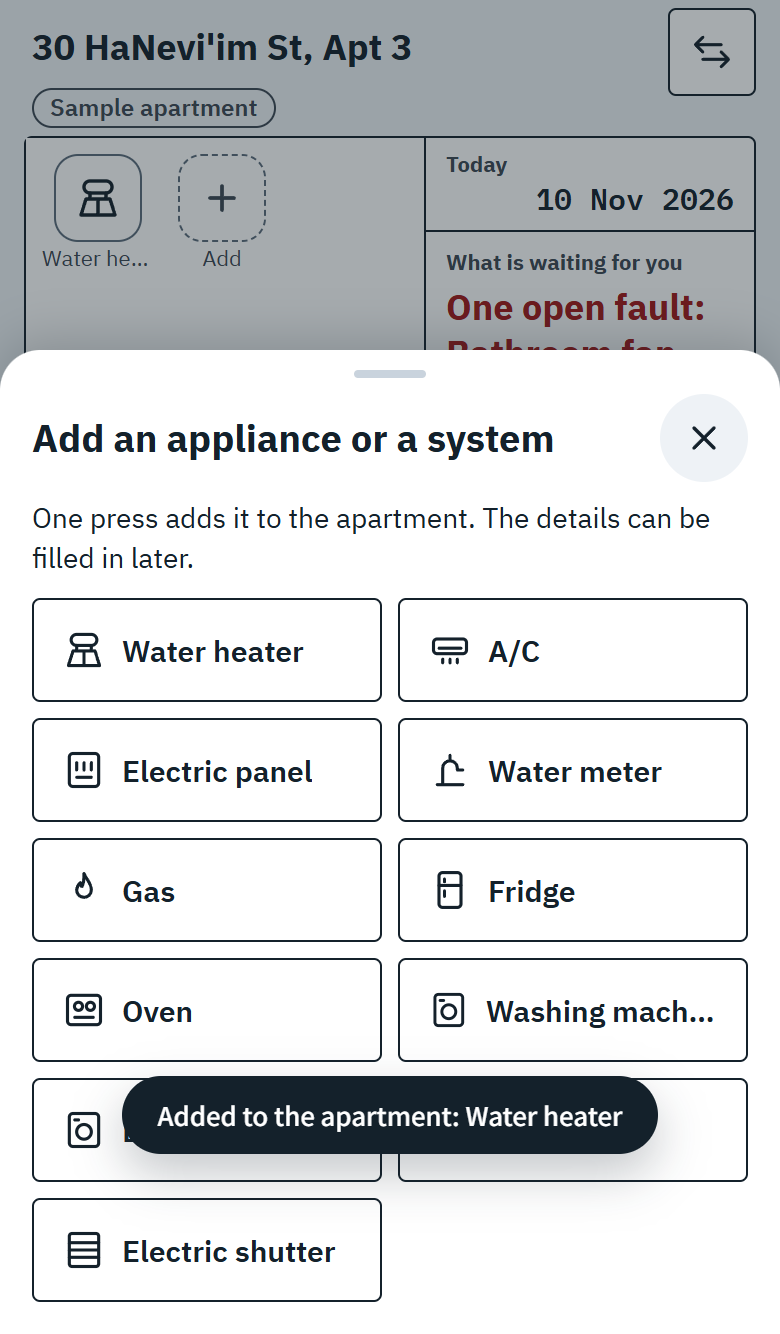 30 HaNevi'im St, Apt 3
Sample apartment
Water he...
Add
Today
10 Nov 2026
What is waiting for you
One open fault:
Bathroom fan
Add an appliance or a system
One press adds it to the apartment. The details can be
filled in later.
Water heater
A/C
Electric panel
Water meter
Gas
Fridge
Oven
Washing mach...
Added to the apartment: Water heater
Electric shutter